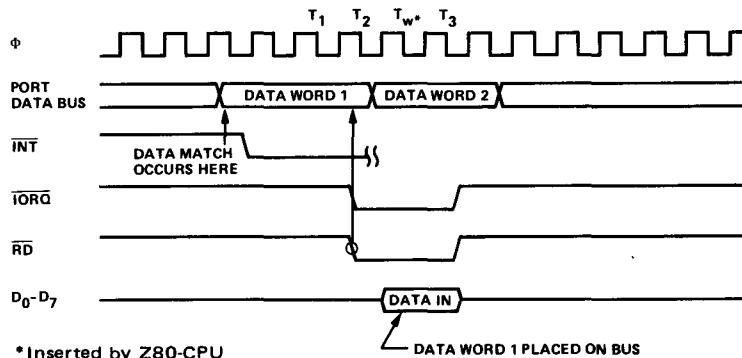 T1 T2 Tw* T3
Φ
PORT
DATA BUS
DATA WORD 1 DATA WORD 2
INT
DATA MATCH
OCCURS HERE
IORQ
RD
D0-D7
DATA IN
*Inserted by Z80-CPU
DATA WORD 1 PLACED ON BUS